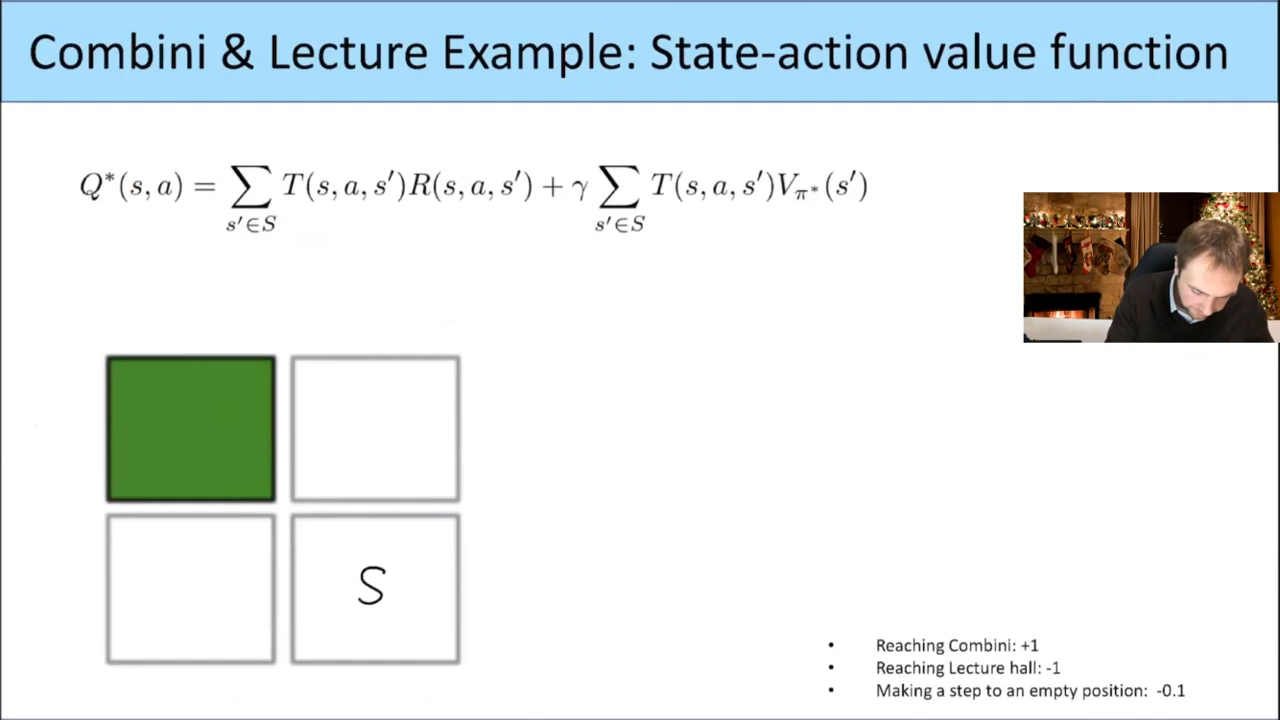 Combini & Lecture Example: State-action value function
Q*(s, a) = ∑_{s'∈S} T(s, a, s')R(s, a, s') + γ ∑_{s'∈S} T(s, a, s')V_{π*}(s')
S
• Reaching Combini: +1
• Reaching Lecture hall: -1
• Making a step to an empty position: -0.1